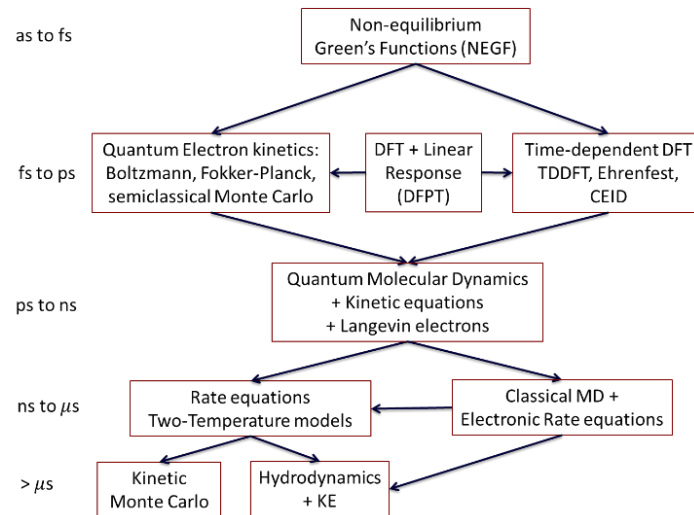 as to fs
Non-equilibrium
Green's Functions (NEGF)
fs to ps
Quantum Electron kinetics:
Boltzmann, Fokker-Planck,
semiclassical Monte Carlo
DFT + Linear
Response
(DFPT)
Time-dependent DFT
TDDFT, Ehrenfest,
CEID
ps to ns
Quantum Molecular Dynamics
+ Kinetic equations
+ Langevin electrons
ns to μs
Rate equations
Two-Temperature models
Classical MD +
Electronic Rate equations
> μs
Kinetic
Monte Carlo
Hydrodynamics
+ KE